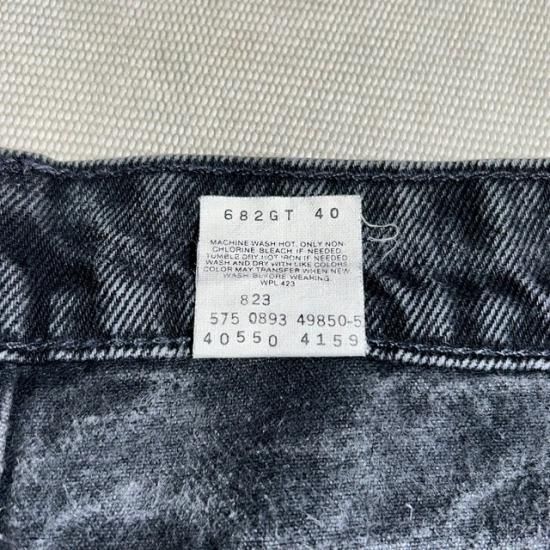 682GT 40
MACHINE WASH HOT. ONLY NON-
CHLORINE BLEACH IF NEEDED.
TUMBLE DRY. HOT IRON IF NEEDED
WASH AND DRY WITH LIKE COLORS
COLOR MAY TRANSFER WHEN NEW
WASH BEFORE WEARING.
WPL 423
823
575 0893 49850-5
40550 4159